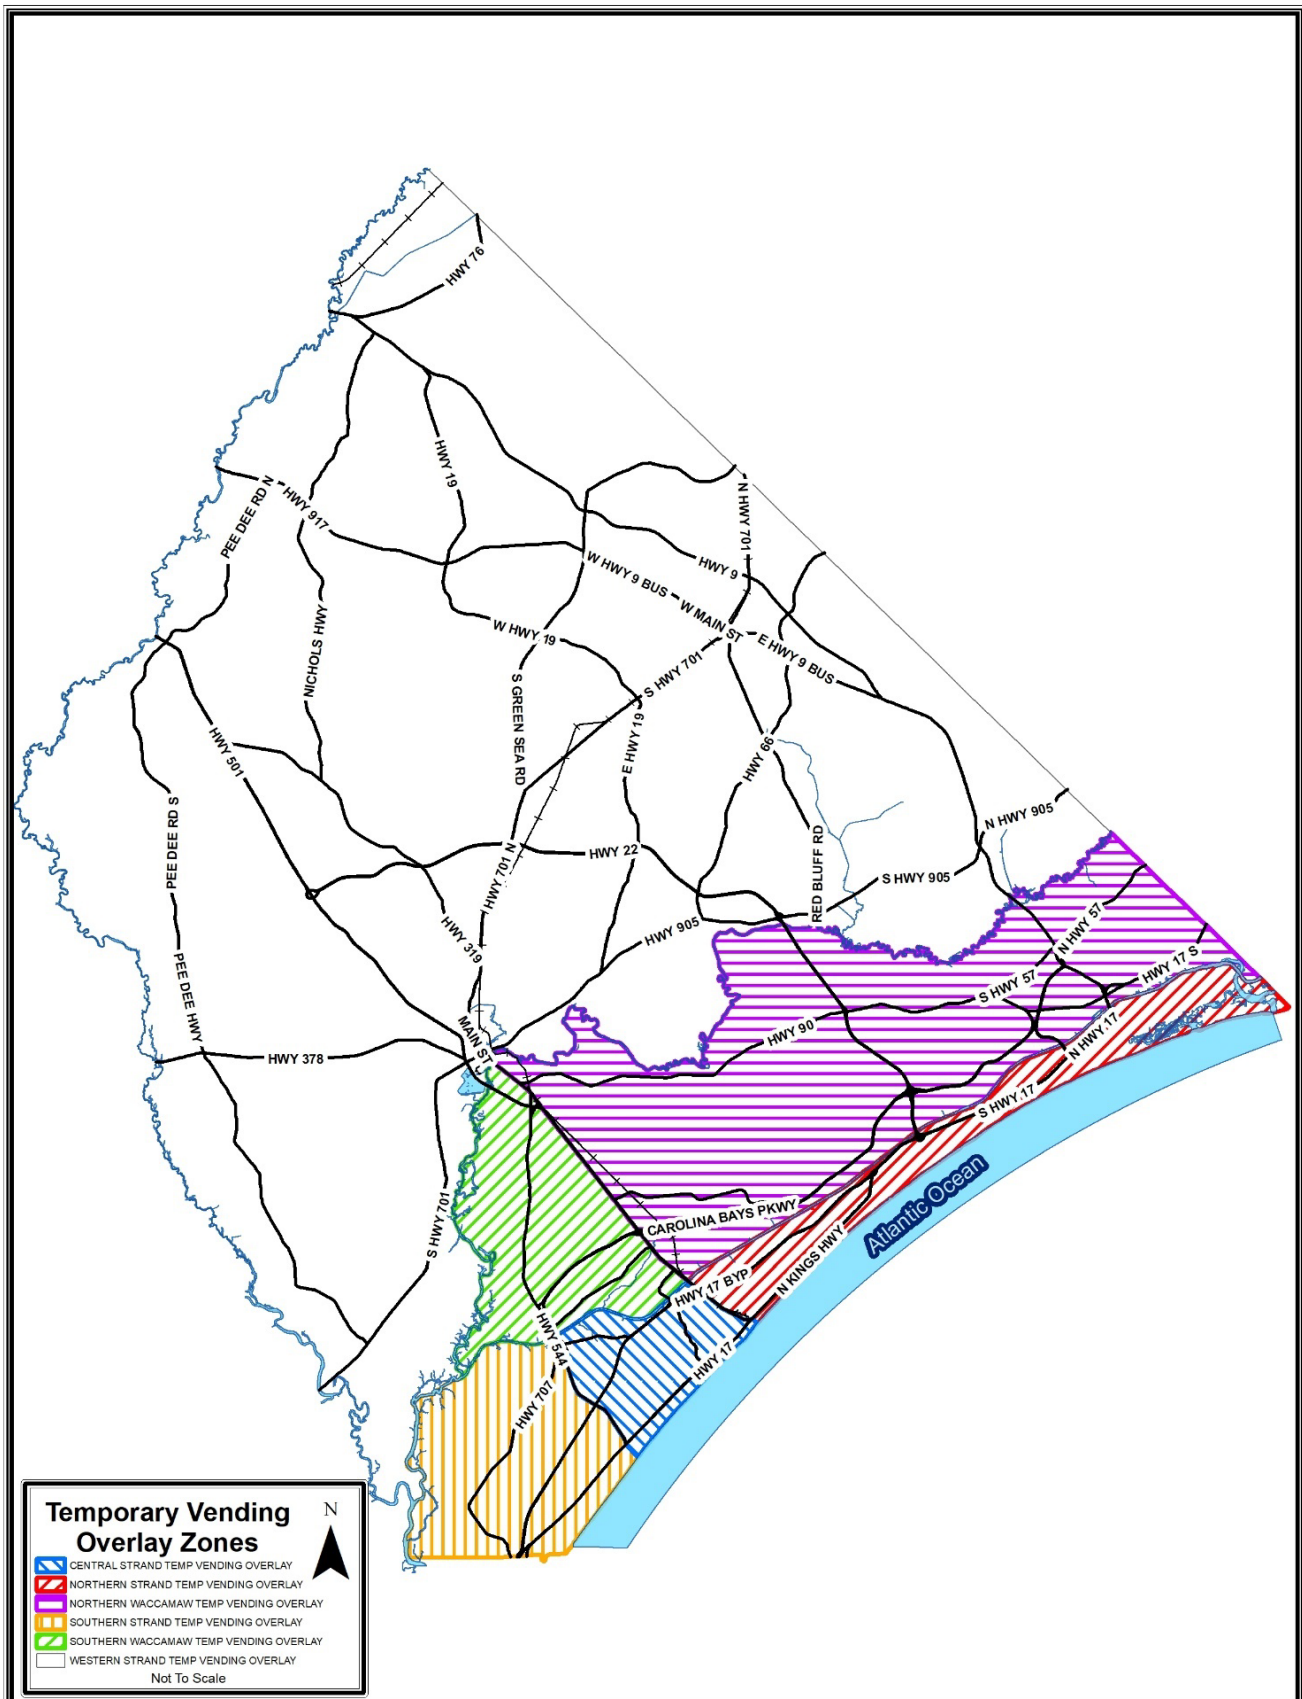 HWY 76
HWY 19
N HWY 701
PEE DEE RD N
HWY 917
HWY 9
W HWY 9 BUS
W MAIN ST
NICHOLS HWY
W HWY 19
E HWY 9 BUS
S HWY 701
S GREEN SEA RD
HWY 501
E HWY 19
HWY 66
PEE DEE RD S
N HWY 905
HWY 22
RED BLUFF RD
HWY 701 N
S HWY 905
HWY 319
HWY 905
N HWY 57
PEE DEE HWY
HWY 17 S
S HWY 57
MAIN ST
HWY 90
N HWY 17
HWY 378
S HWY 17
Atlantic Ocean
S HWY 701
CAROLINA BAYS PKWY
N KINGS HWY
HWY 17 BYP
HWY 544
HWY 17
HWY 707
Temporary Vending
Overlay Zones
N
CENTRAL STRAND TEMP VENDING OVERLAY
NORTHERN STRAND TEMP VENDING OVERLAY
NORTHERN WACCAMAW TEMP VENDING OVERLAY
SOUTHERN STRAND TEMP VENDING OVERLAY
SOUTHERN WACCAMAW TEMP VENDING OVERLAY
WESTERN STRAND TEMP VENDING OVERLAY
Not To Scale